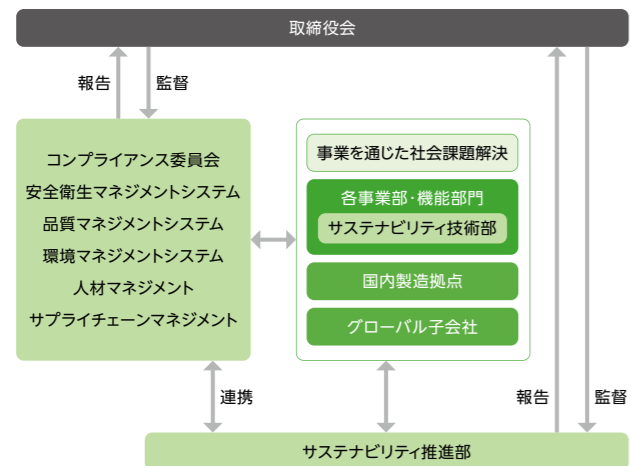 取締役会
報告
監督
コンプライアンス委員会
安全衛生マネジメントシステム
品質マネジメントシステム
環境マネジメントシステム
人材マネジメント
サプライチェーンマネジメント
事業を通じた社会課題解決
各事業部・機能部門
サステナビリティ技術部
国内製造拠点
グローバル子会社
連携
報告
監督
サステナビリティ推進部